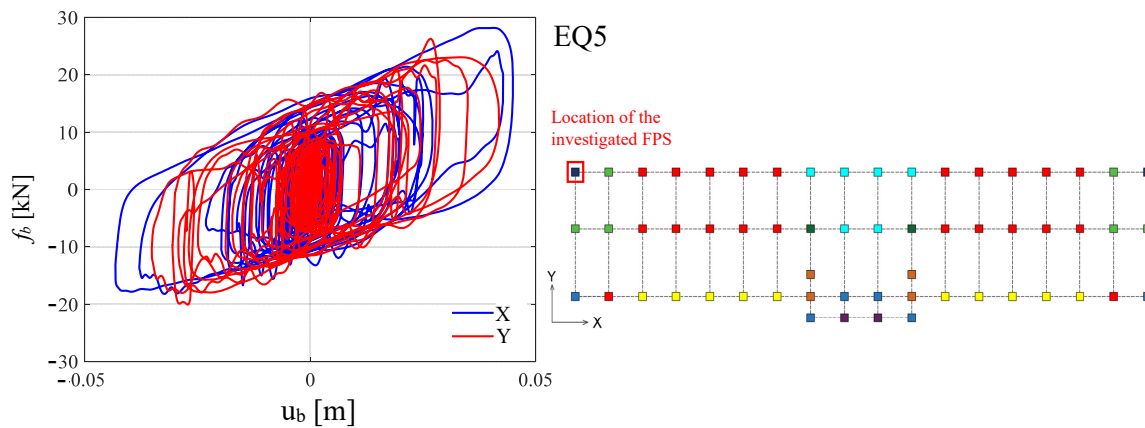 30
20
10
0
−10
−20
−30
−0.05
0
0.05
f_b [kN]
u_b [m]
X
Y
EQ5
Location of the
investigated FPS
Y
X